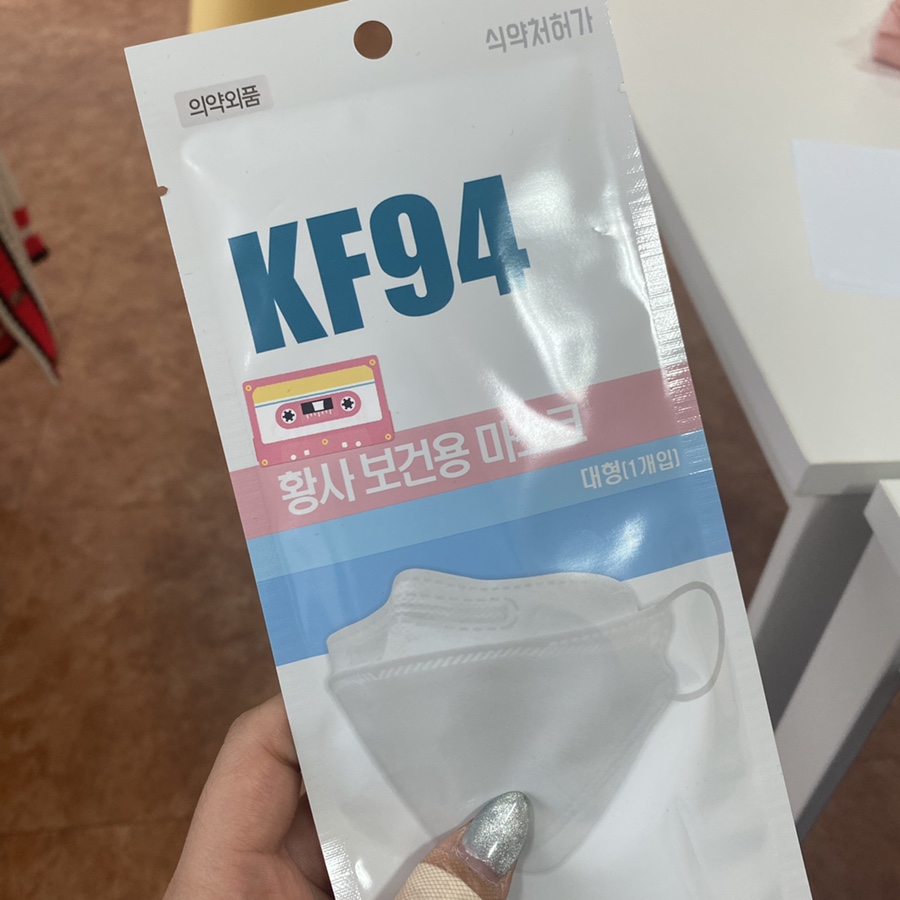 식약처허가
의약외품
KF94
황사 보건용 마스크
대형(1개입)